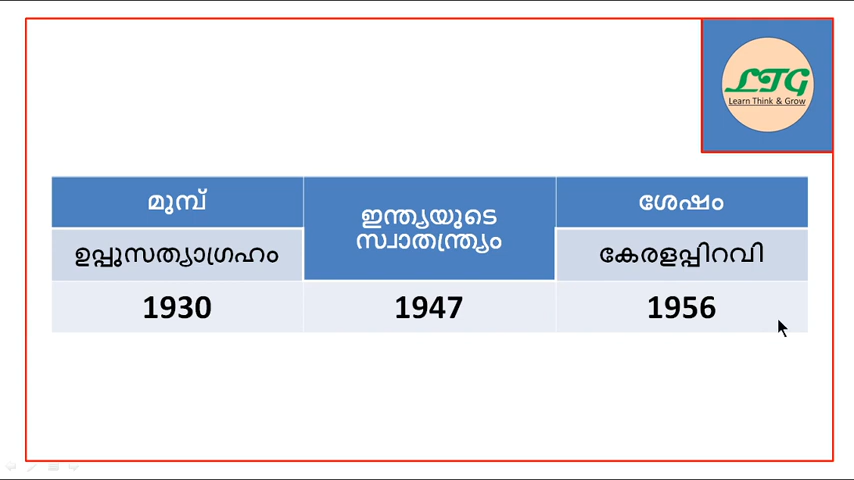 LTG
Learn Think & Grow
മുമ്പ്
ഇന്ത്യയുടെ
സ്വാതന്ത്ര്യം
ശേഷം
ഉപ്പുസത്യാഗ്രഹം
കേരളപ്പിറവി
1930
1947
1956